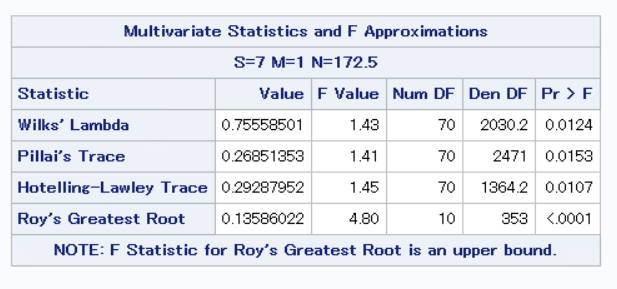 Multivariate Statistics and F Approximations
S=7 M=1 N=172.5
Statistic Value F Value Num DF Den DF Pr > F
Wilks' Lambda 0.75558501 1.43 70 2030.2 0.0124
Pillai's Trace 0.26851353 1.41 70 2471 0.0153
Hotelling-Lawley Trace 0.29287952 1.45 70 1364.2 0.0107
Roy's Greatest Root 0.13586022 4.80 10 353 <.0001
NOTE: F Statistic for Roy's Greatest Root is an upper bound.